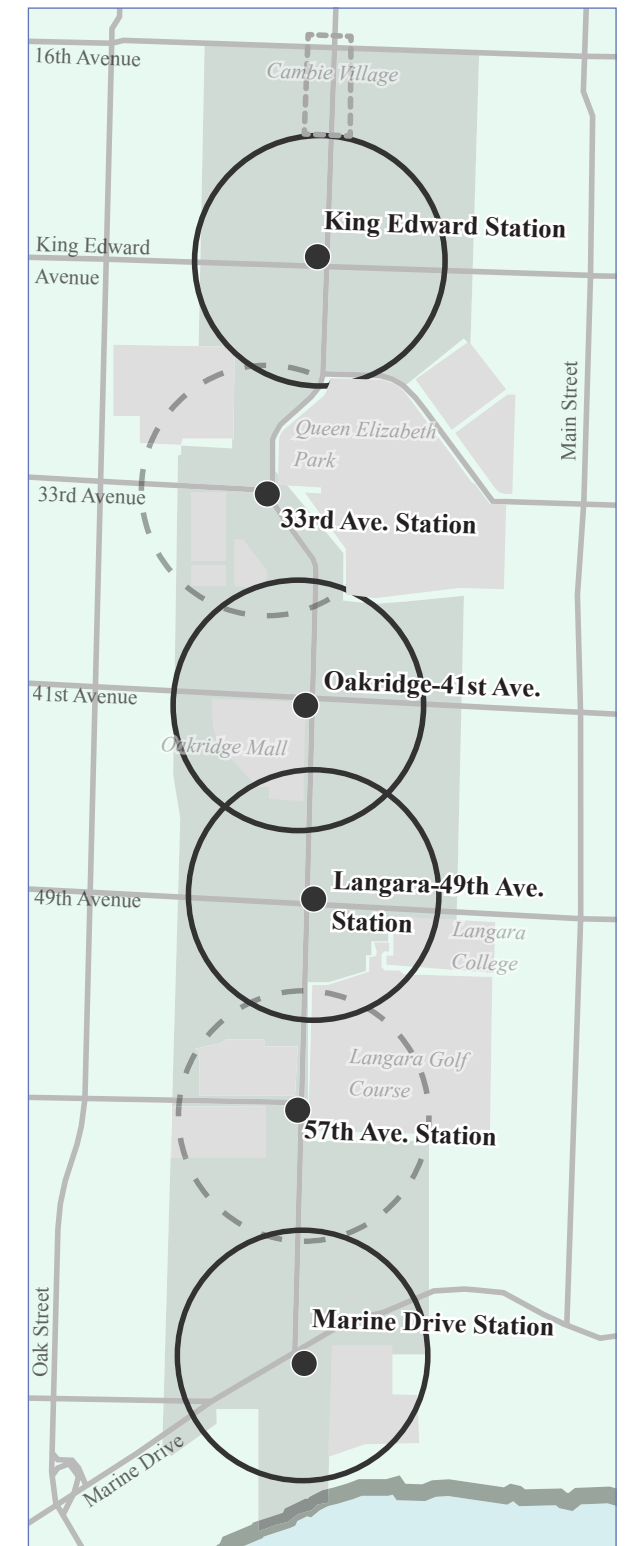 16th Avenue
Cambie Village
King Edward Station
King Edward
Avenue
Main Street
Queen Elizabeth
Park
33rd Avenue
33rd Ave. Station
Oakridge-41st Ave.
41st Avenue
Oakridge Mall
Langara-49th Ave.
Station
49th Avenue
Langara
College
Langara Golf
Course
57th Ave. Station
Oak Street
Marine Drive Station
Marine Drive